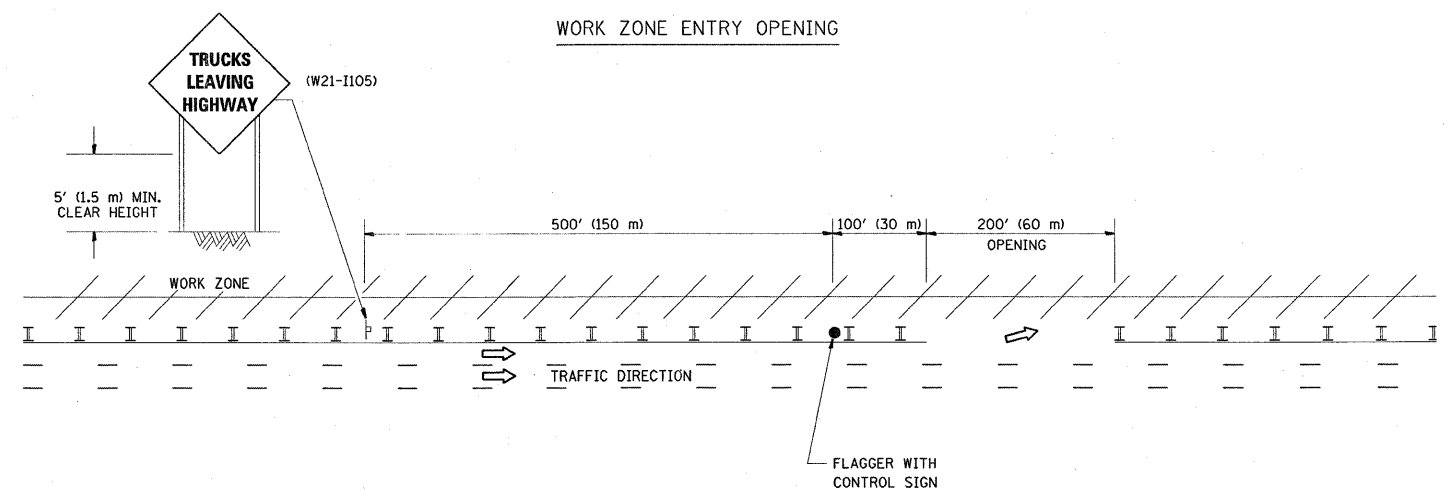 WORK ZONE ENTRY OPENING
TRUCKS
LEAVING
HIGHWAY
(W21-I105)
5' (1.5 m) MIN.
CLEAR HEIGHT
500' (150 m)
100' (30 m)
200' (60 m)
OPENING
WORK ZONE
TRAFFIC DIRECTION
FLAGGER WITH
CONTROL SIGN